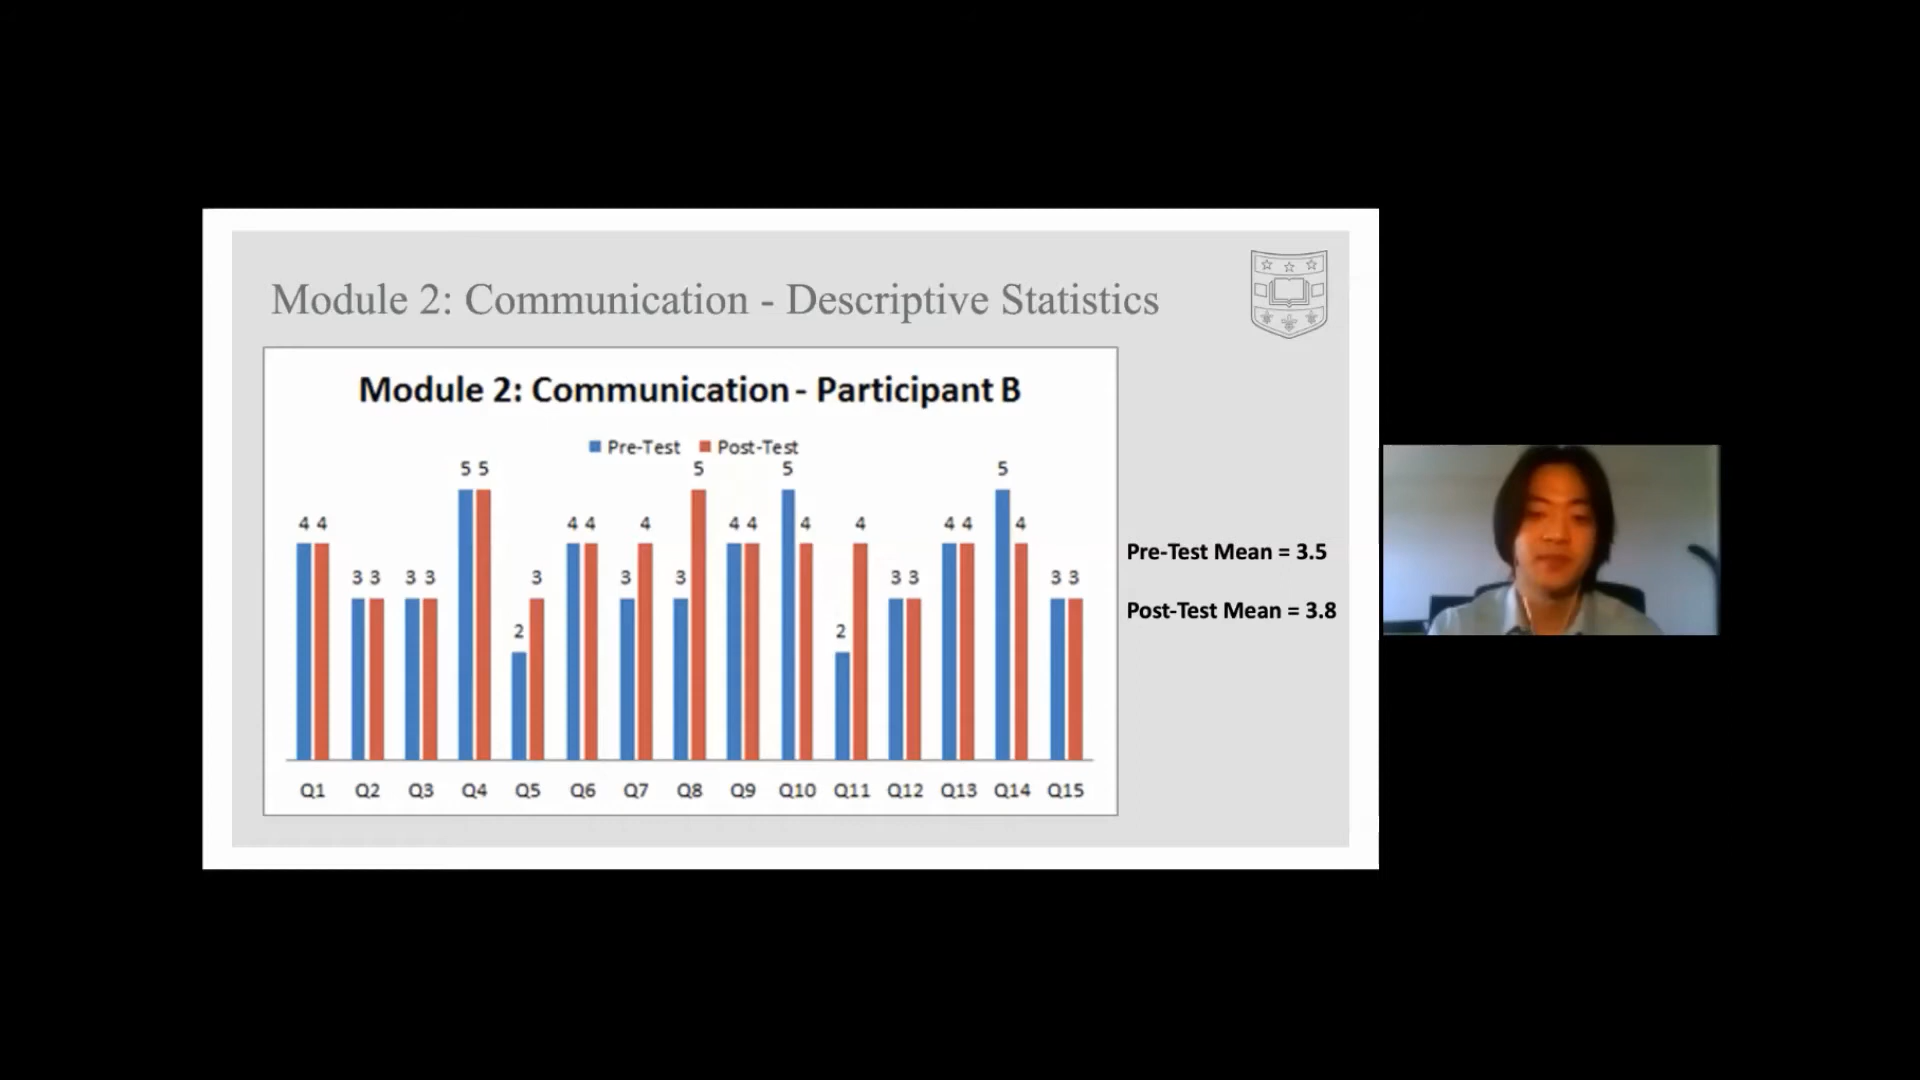 Module 2: Communication - Descriptive Statistics
Module 2: Communication - Participant B
Pre-Test Post-Test
5 5 5 5 5
4 4 4 4 4 4 4 4 4 4 4 4
3 3 3 3 3 3 3 3 3 3 3
2 2
Q1 Q2 Q3 Q4 Q5 Q6 Q7 Q8 Q9 Q10 Q11 Q12 Q13 Q14 Q15
Pre-Test Mean = 3.5
Post-Test Mean = 3.8